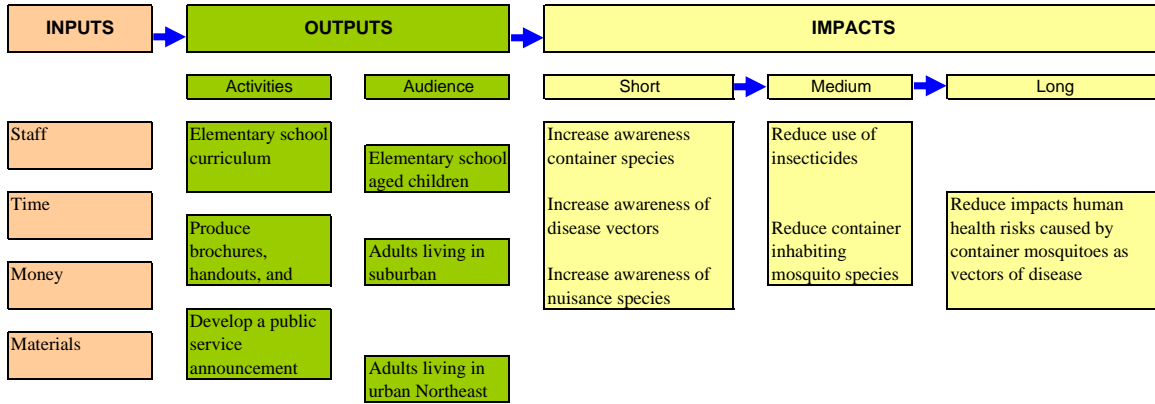 INPUTS
OUTPUTS
IMPACTS
Activities
Audience
Short
Medium
Long
Staff
Time
Money
Materials
Elementary school
curriculum
Produce
brochures,
handouts, and
Develop a public
service
announcement
Elementary school
aged children
Adults living in
suburban
Adults living in
urban Northeast
Increase awareness
container species
Increase awareness of
disease vectors
Increase awareness of
nuisance species
Reduce use of
insecticides
Reduce container
inhabiting
mosquito species
Reduce impacts human
health risks caused by
container mosquitoes as
vectors of disease